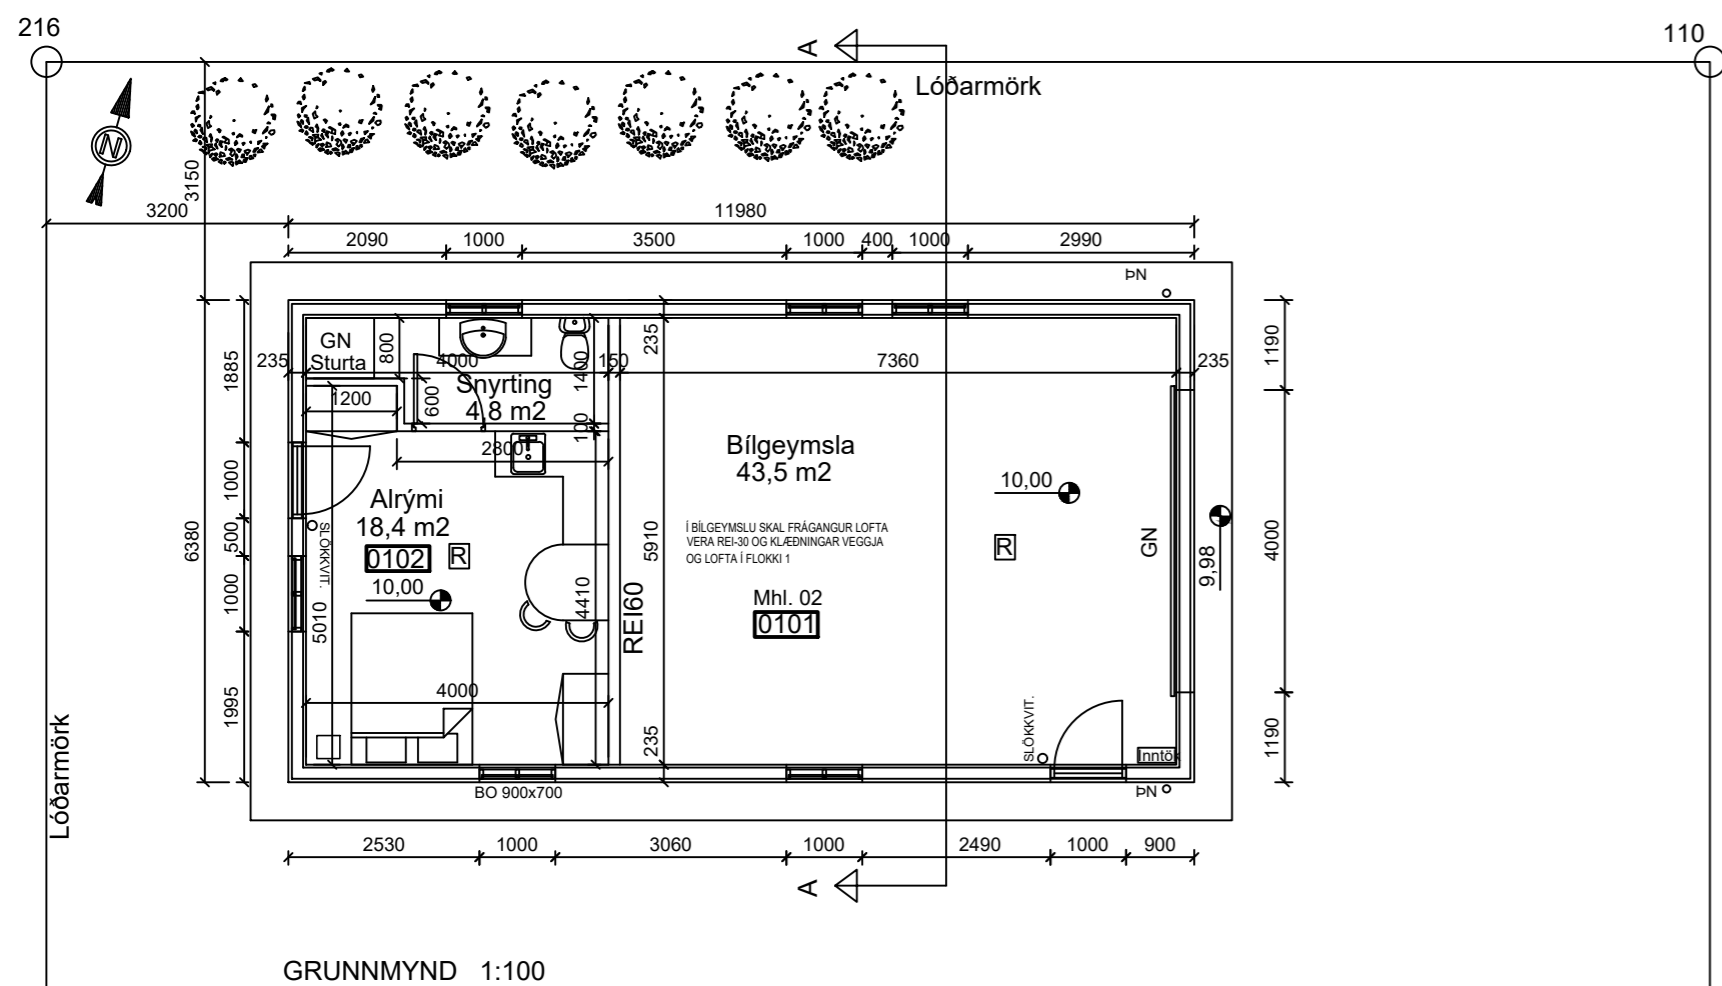 216
110
A
Lóðarmörk
N
3150
3200
11980
2090
1000
3500
1000
400
1000
2990
ÞN
GN
Sturta
800
235
4000
150
235
7360
235
1190
1885
1400
Snyrting
4,8 m2
1200
600
100
2800
Bílgeymsla
43,5 m2
10,00
1000
Alrými
18,4 m2
0102
R
10,00
SLÖKKVIT.
500
6380
1000
5010
4410
5910
REI60
Í BÍLGEYMSLU SKAL FRÁGANGUR LOFTA
VERA REI-30 OG KLÆÐNINGAR VEGGJA
OG LOFTA Í FLOKKI 1
R
GN
9,98
4000
Mhl. 02
0101
1995
4000
235
SLÖKKVIT.
Inntök
1190
BO 900x700
ÞN
Lóðarmörk
2530
1000
3060
1000
2490
1000
900
A
GRUNNMYND 1:100